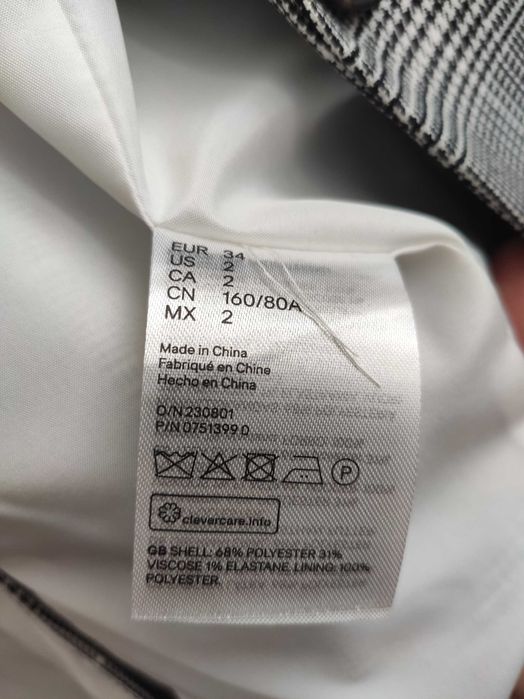 EUR 34
US 2
CA 2
CN 160/80A
MX 2
Made in China
Fabriqué en Chine
Hecho en China
O/N 230801
P/N 0751399 0
P
clevercare.info
GB SHELL: 68% POLYESTER 31%
VISCOSE 1% ELASTANE. LINING: 100%
POLYESTER.